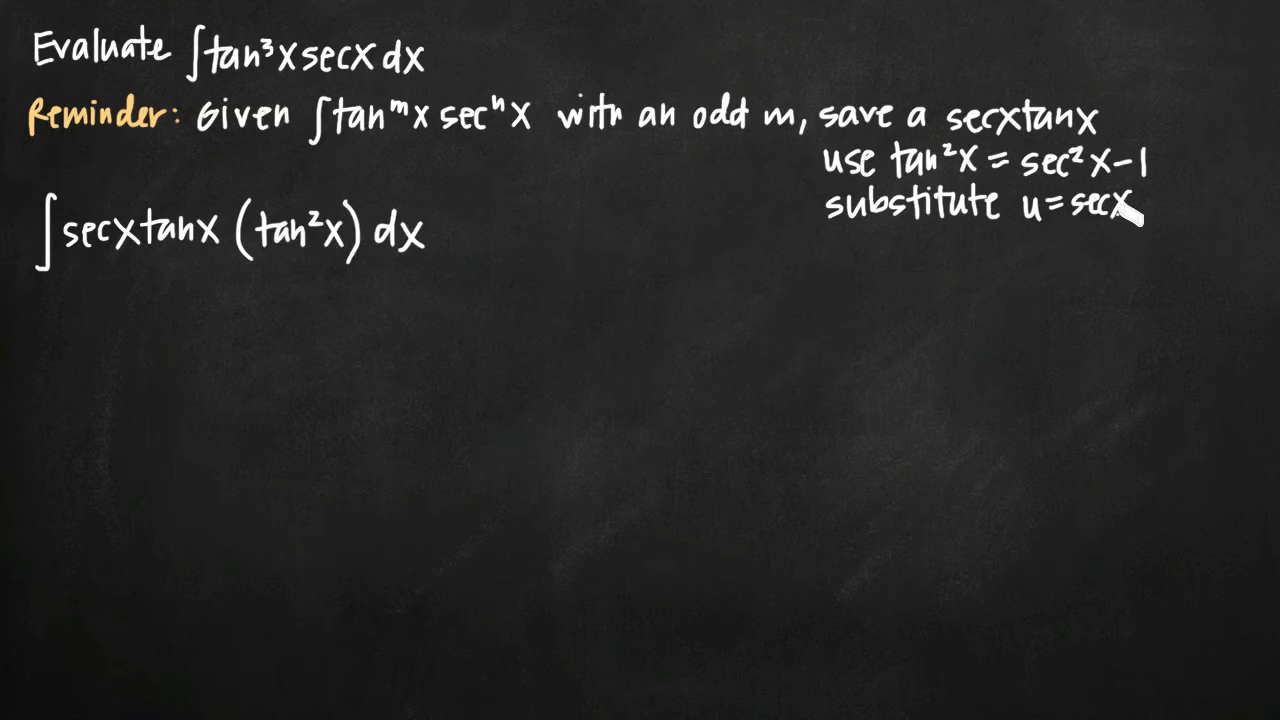 Evaluate ∫tan³x secx dx
Reminder: Given ∫tanᵐx secⁿx with an odd m, save a secxtanx
use tan²x = sec²x-1
substitute u=secx
∫secxtanx (tan²x) dx